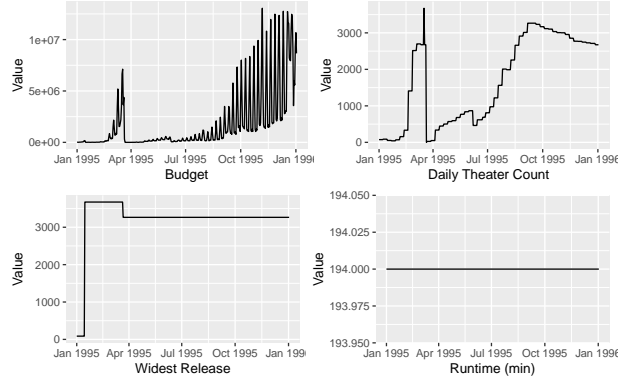 1e+07
5e+06
0e+00
Value
Jan 1995 Apr 1995 Jul 1995 Oct 1995 Jan 1996
Budget
3000
2000
1000
0
Value
Jan 1995 Apr 1995 Jul 1995 Oct 1995 Jan 1996
Daily Theater Count
3000
2000
1000
0
Value
Jan 1995 Apr 1995 Jul 1995 Oct 1995 Jan 199
Widest Release
194.050
194.025
194.000
193.975
193.950
Value
Jan 1995 Apr 1995 Jul 1995 Oct 1995 Jan 1996
Runtime (min)